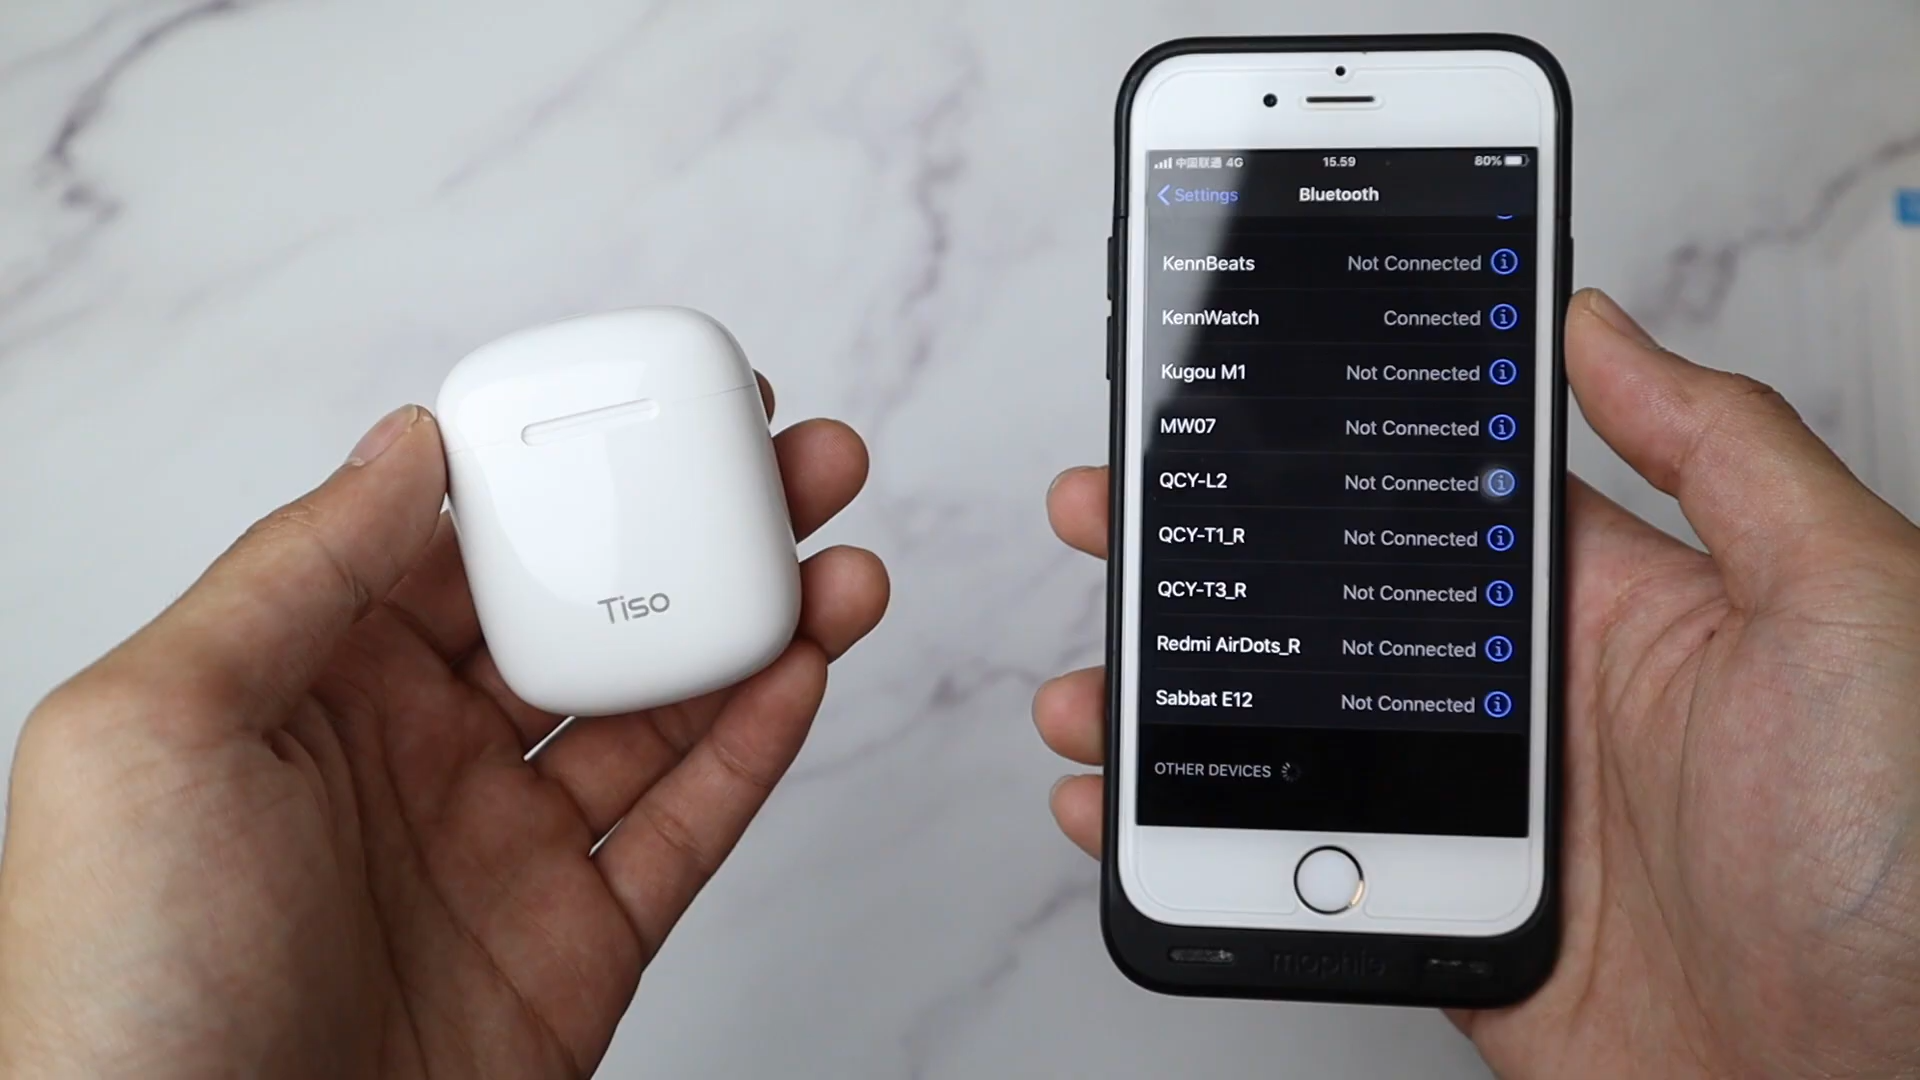 Tiso
中国联通 4G 15.59 80%
Settings Bluetooth
KennBeats Not Connected
KennWatch Connected
Kugou M1 Not Connected
MW07 Not Connected
QCY-L2 Not Connected
QCY-T1_R Not Connected
QCY-T3_R Not Connected
Redmi AirDots_R Not Connected
Sabbat E12 Not Connected
OTHER DEVICES
mophie